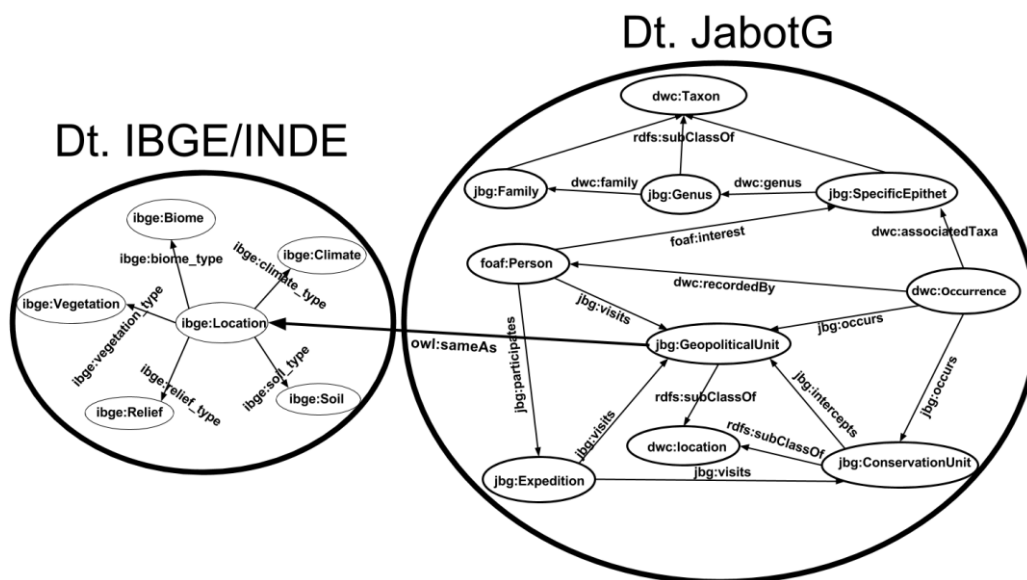 Dt. JabotG
Dt. IBGE/INDE
dwc:Taxon
rdfs:subClassOf
jbg:Family
dwc:family
jbg:Genus
dwc:genus
jbg:SpecificEpithet
foaf:interest
dwc:associatedTaxa
foaf:Person
dwc:recordedBy
dwc:Occurrence
jbg:visits
jbg:occurs
jbg:GeopoliticalUnit
owl:sameAs
jbg:participates
jbg:occurs
rdfs:subClassOf
jbg:intercepts
jbg:visits
dwc:location
rdfs:subClassOf
jbg:ConservationUnit
jbg:Expedition
jbg:visits
ibge:Biome
ibge:biome_type
ibge:climate_type
ibge:Climate
ibge:Vegetation
ibge:vegetation_type
ibge:Location
ibge:relief_type
ibge:soil_type
ibge:Relief
ibge:Soil